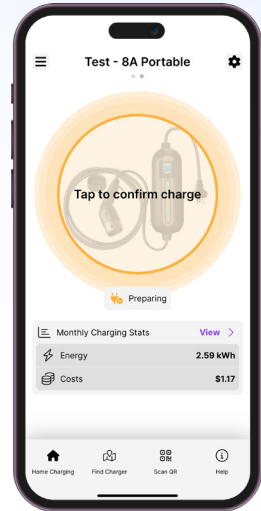 Test - 8A Portable
Tap to confirm charge
Preparing
Monthly Charging Stats
View
Energy
2.59 kWh
Costs
$1.17
Home Charging
Find Charger
Scan QR
Help